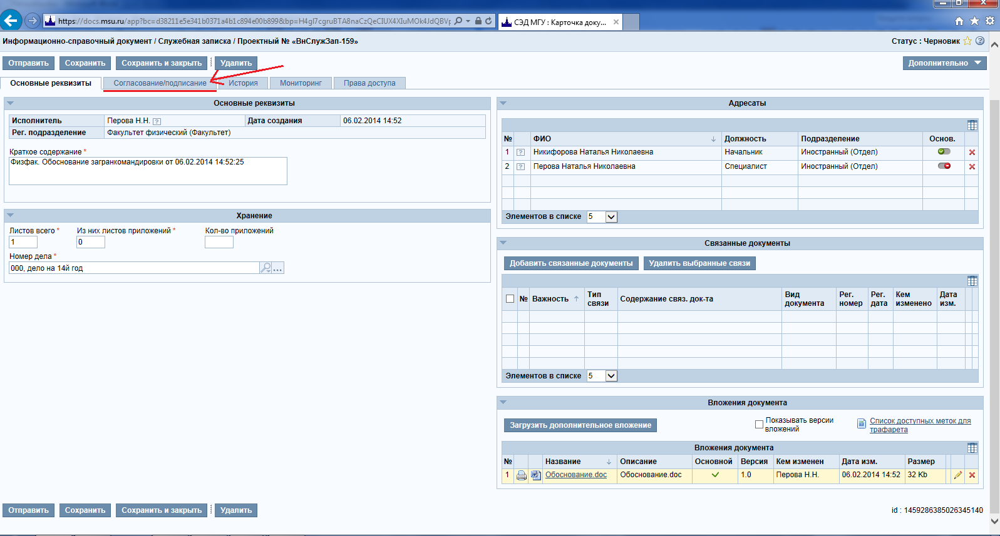 https://docs.msu.ru/app?bc=d38211e5e341b0371a4b1c894e00b899&bp=H4gI7cgruBTA8naCzQeCIUX4XIuMOk4JdQBV
СЭД МГУ : Карточка доку...
Информационно-справочный документ / Служебная записка / Проектный № «ВнСлужЗап-159»
Статус : Черновик
Отправить Сохранить Сохранить и закрыть Удалить
Дополнительно
Основные реквизиты Согласование/подписание История Мониторинг Права доступа
Основные реквизиты
Исполнитель Перова Н.Н. ? Дата создания 06.02.2014 14:52
Рег. подразделение Факультет физический (Факультет)
Краткое содержание *
Физфак. Обоснование загранкомандировки от 06.02.2014 14:52:25
Хранение
Листов всего * Из них листов приложений * Кол-во приложений
1 0
Номер дела *
000, дело на 14й год ...
Адресаты
№ ФИО Должность Подразделение Основ.
1 ? Никифорова Наталья Николаевна Начальник Иностранный (Отдел)
2 ? Перова Наталья Николаевна Специалист Иностранный (Отдел)
Элементов в списке 5
Связанные документы
Добавить связанные документы Удалить выбранные связи
№ Важность Тип связи Содержание связ. док-та Вид документа Рег. номер Рег. дата Кем изменено Дата изм.
Элементов в списке 5
Вложения документа
Загрузить дополнительное вложение
Показывать версии
вложений
Список доступных меток для
трафарета
Вложения документа
№ Название Описание Основной Версия Кем изменен Дата изм. Размер
1 Обоснование.doc Обоснование.doc 1.0 Перова Н.Н. 06.02.2014 14:52 32 Kb
Отправить Сохранить Сохранить и закрыть Удалить
id : 1459286385026345140